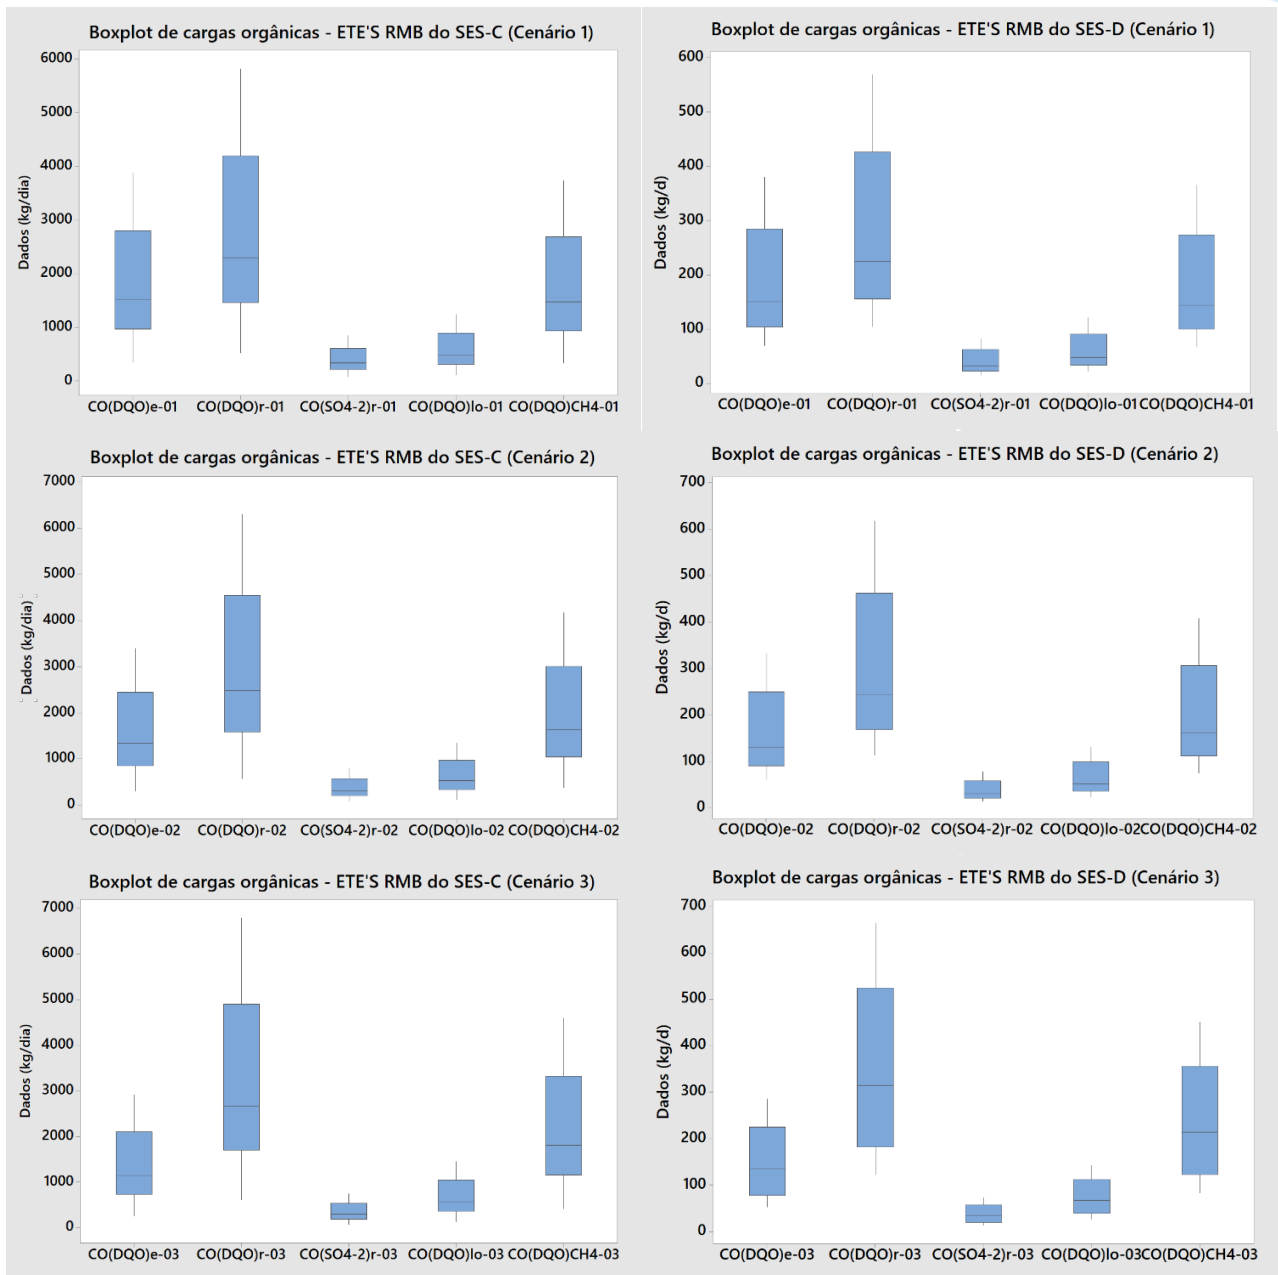 Boxplot de cargas orgânicas - ETE'S RMB do SES-C (Cenário 1)
Dados (kg/dia)
6000
5000
4000
3000
2000
1000
0
CO(DQO)e-01 CO(DQO)r-01 CO(SO4-2)r-01 CO(DQO)lo-01 CO(DQO)CH4-01
Boxplot de cargas orgânicas - ETE'S RMB do SES-D (Cenário 1)
Dados (kg/d)
600
500
400
300
200
100
0
CO(DQO)e-01 CO(DQO)r-01 CO(SO4-2)r-01 CO(DQO)lo-01 CO(DQO)CH4-01
Boxplot de cargas orgânicas - ETE'S RMB do SES-C (Cenário 2)
Dados (kg/dia)
7000
6000
5000
4000
3000
2000
1000
0
CO(DQO)e-02 CO(DQO)r-02 CO(SO4-2)r-02 CO(DQO)lo-02 CO(DQO)CH4-02
Boxplot de cargas orgânicas - ETE'S RMB do SES-D (Cenário 2)
Dados (kg/d)
700
600
500
400
300
200
100
0
CO(DQO)e-02 CO(DQO)r-02 CO(SO4-2)r-02 CO(DQO)lo-02 CO(DQO)CH4-02
Boxplot de cargas orgânicas - ETE'S RMB do SES-C (Cenário 3)
Dados (kg/dia)
7000
6000
5000
4000
3000
2000
1000
0
CO(DQO)e-03 CO(DQO)r-03 CO(SO4-2)r-03 CO(DQO)lo-03 CO(DQO)CH4-03
Boxplot de cargas orgânicas - ETE'S RMB do SES-D (Cenário 3)
Dados (kg/d)
700
600
500
400
300
200
100
0
CO(DQO)e-03 CO(DQO)r-03 CO(SO4-2)r-03 CO(DQO)lo-03 CO(DQO)CH4-03